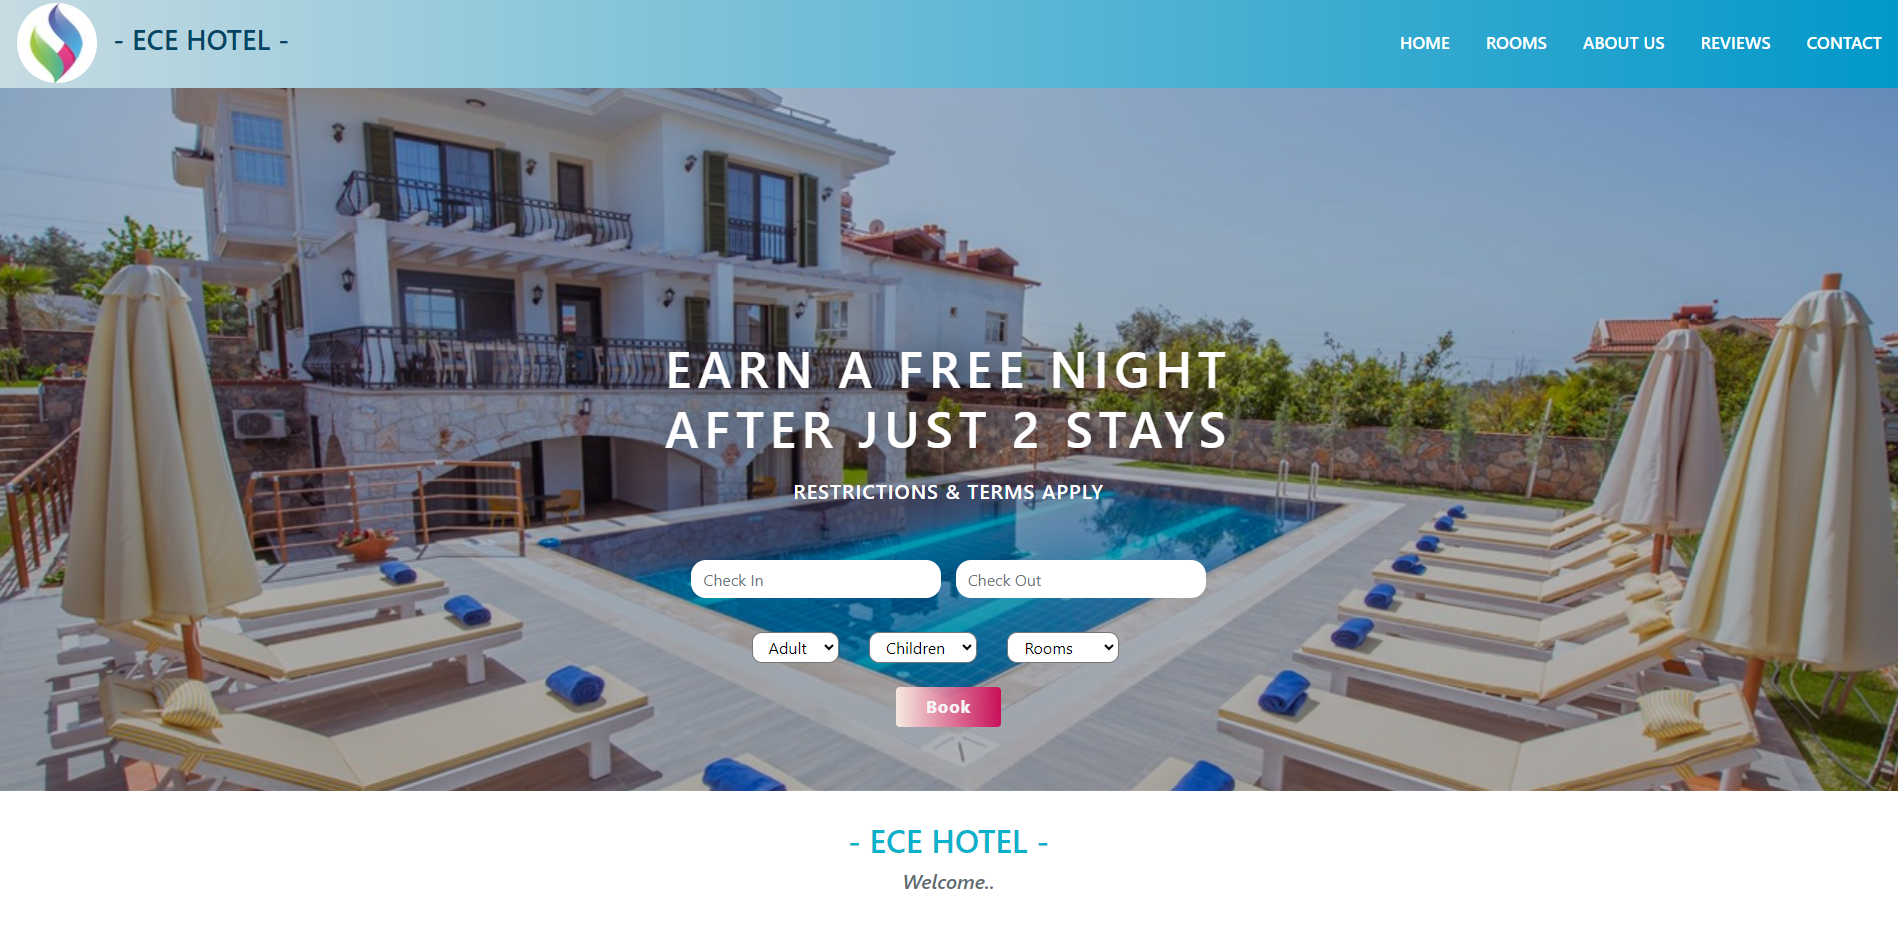 - ECE HOTEL -
HOME
ROOMS
ABOUT US
REVIEWS
CONTACT
EARN A FREE NIGHT
AFTER JUST 2 STAYS
RESTRICTIONS & TERMS APPLY
Check In
Check Out
Adult
Children
Rooms
Book
- ECE HOTEL -
Welcome..